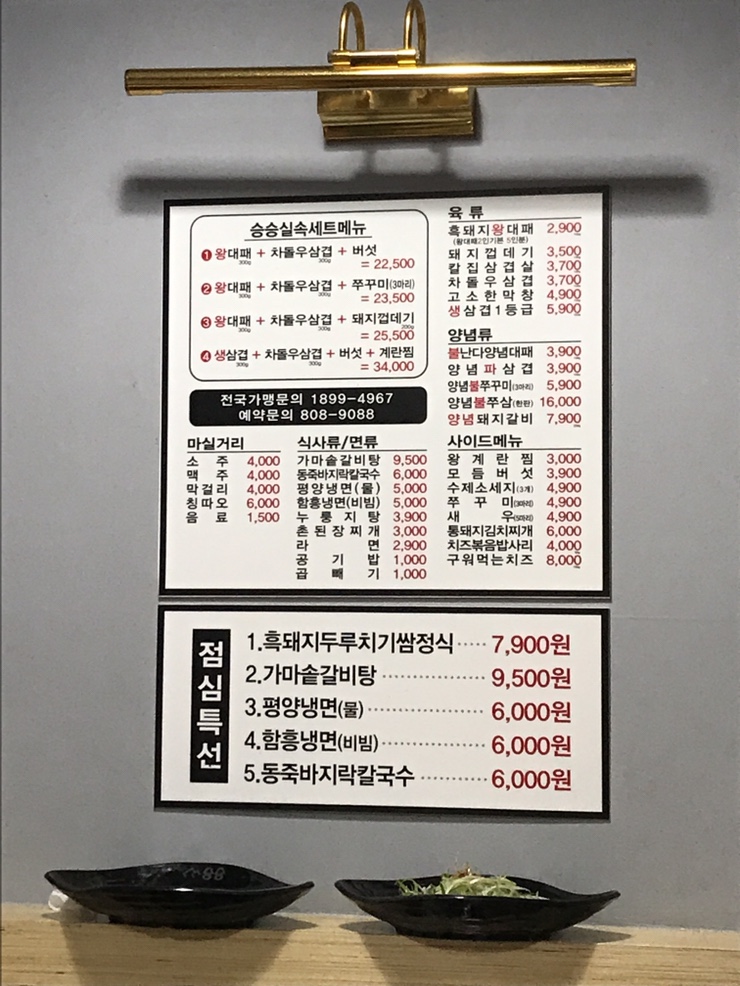 승승실속세트메뉴
1 왕대패 + 차돌우삼겹 + 버섯
300g 300g
= 22,500
2 왕대패 + 차돌우삼겹 + 쭈꾸미(3마리)
300g 300g
= 23,500
3 왕대패 + 차돌우삼겹 + 돼지껍데기
300g 300g 200g
= 25,500
4 생삼겹 + 차돌우삼겹 + 버섯 + 계란찜
300g 300g
= 34,000
전국가맹문의 1899-4967
예약문의 808-9088
마실거리
소주 4,000
맥주 4,000
막걸리 4,000
칭따오 6,000
음료 1,500
식사류/면류
가마솥갈비탕 9,500
동죽바지락칼국수 6,000
평양냉면(물) 5,000
함흥냉면(비빔) 5,000
누룽지탕 3,900
촌된장찌개 3,000
라면 2,900
공기밥 1,000
곱빼기 1,000
육류
흑돼지왕대패 2,900
(왕대패2인기본 5인분)
돼지껍데기 3,500
칼집삼겹살 3,700
차돌우삼겹 3,700
고소한막창 4,900
생삼겹1등급 5,900
양념류
불난다양념대패 3,900
양념파삼겹 3,900
양념불쭈꾸미(3마리) 5,900
양념불쭈삼(한판) 16,000
양념돼지갈비 7,900
사이드메뉴
왕계란찜 3,000
모듬버섯 3,900
수제소세지(3개) 4,900
쭈꾸미(3마리) 4,900
새우(5마리) 4,900
통돼지김치찌개 6,000
치즈볶음밥사리 4,000
구워먹는치즈 8,000
점심특선
1.흑돼지두루치기쌈정식 ····· 7,900원
2.가마솥갈비탕 ·············· 9,500원
3.평양냉면(물) ················ 6,000원
4.함흥냉면(비빔) ·············· 6,000원
5.동죽바지락칼국수 ·········· 6,000원